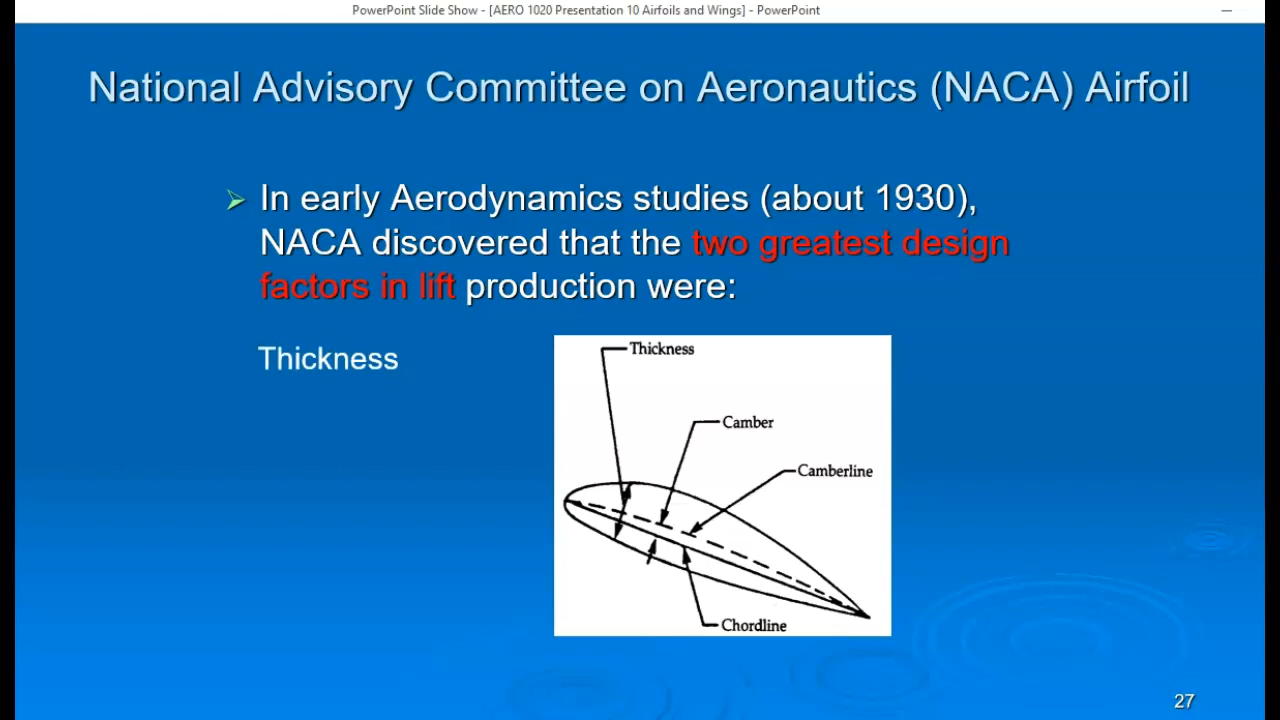 PowerPoint Slide Show - [AERO 1020 Presentation 10 Airfoils and Wings] - PowerPoint
National Advisory Committee on Aeronautics (NACA) Airfoil
In early Aerodynamics studies (about 1930),
NACA discovered that the two greatest design
factors in lift production were:
Thickness
Thickness
Camber
Camberline
Chordline
27